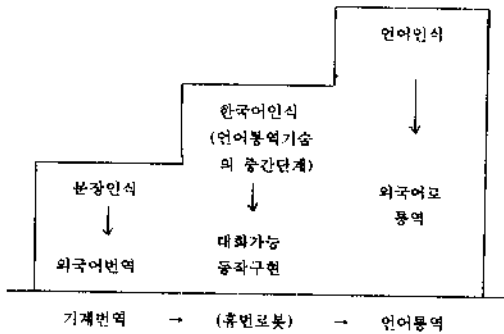 언어인식
한국어인식
(언어통역기술
의 중간단계)
문장인식
외국어로
통역
대화가능
동작구현
외국어번역
기계번역 → (휴먼로봇) → 언어통역